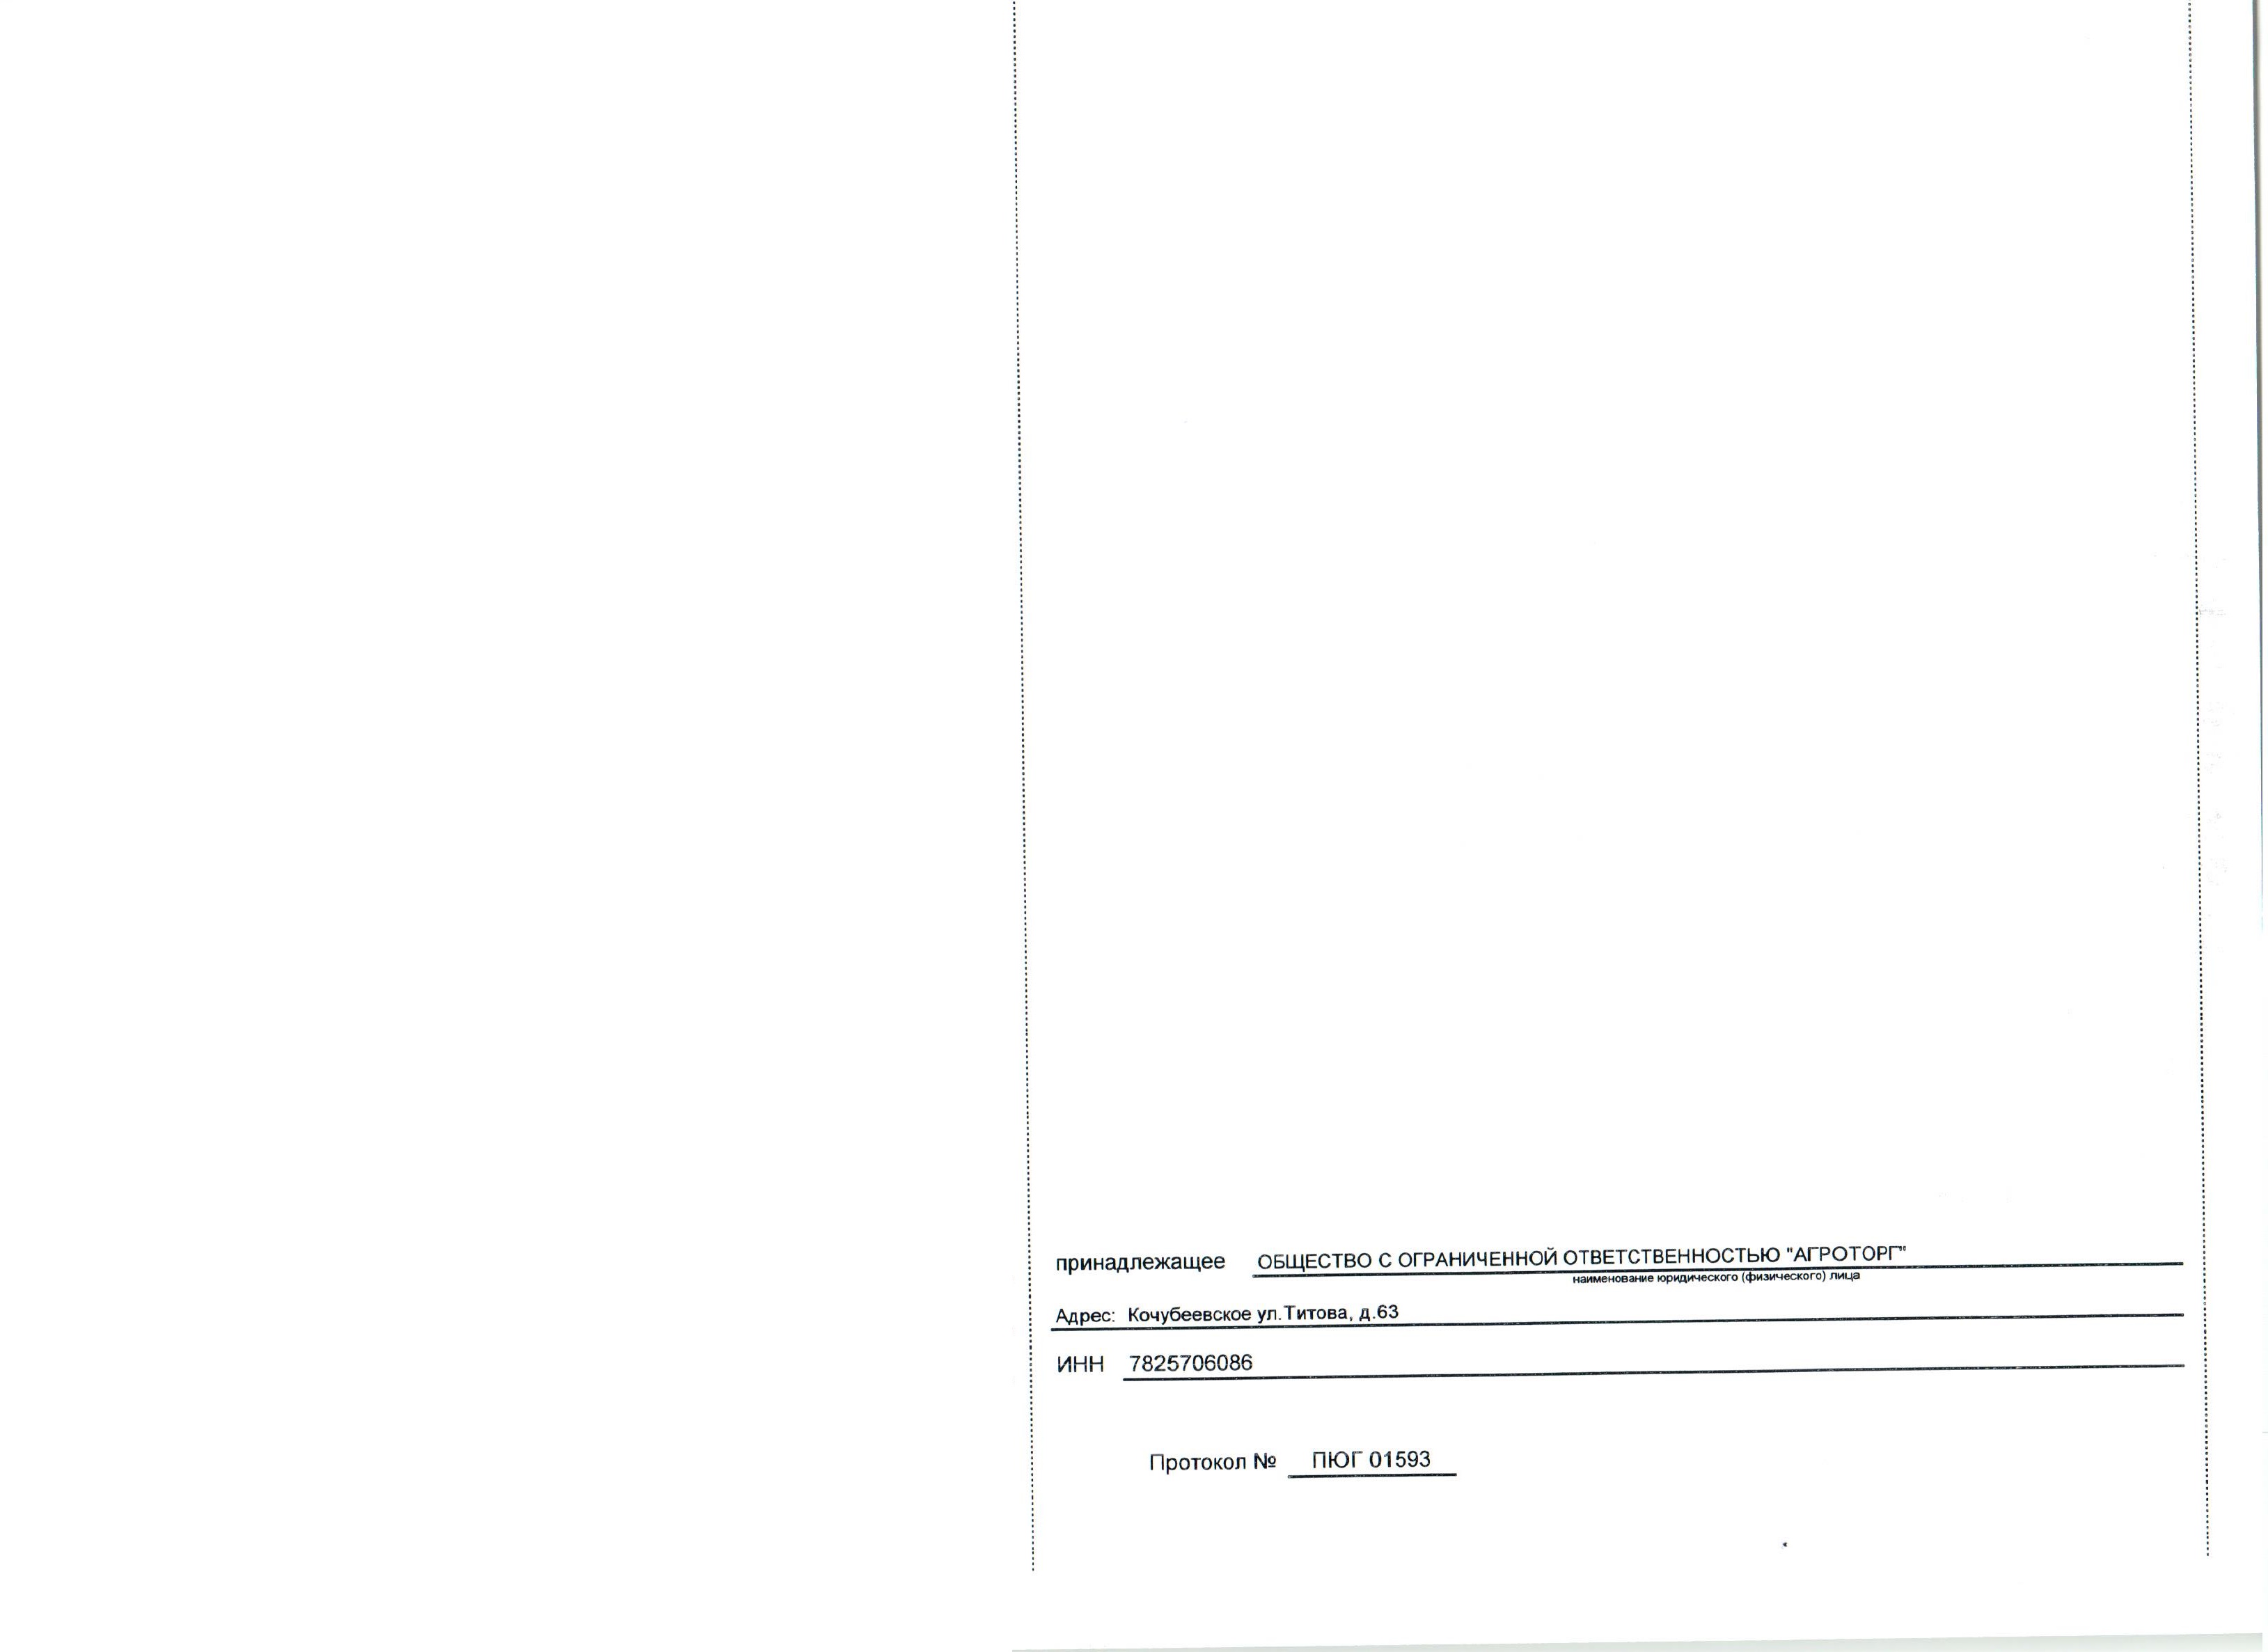 принадлежащее ОБЩЕСТВО С ОГРАНИЧЕННОЙ ОТВЕТСТВЕННОСТЬЮ "АГРОТОРГ"
наименование юридического (физического) лица
Адрес: Кочубеевское ул.Титова, д.63
ИНН 7825706086
Протокол № ПЮГ 01593